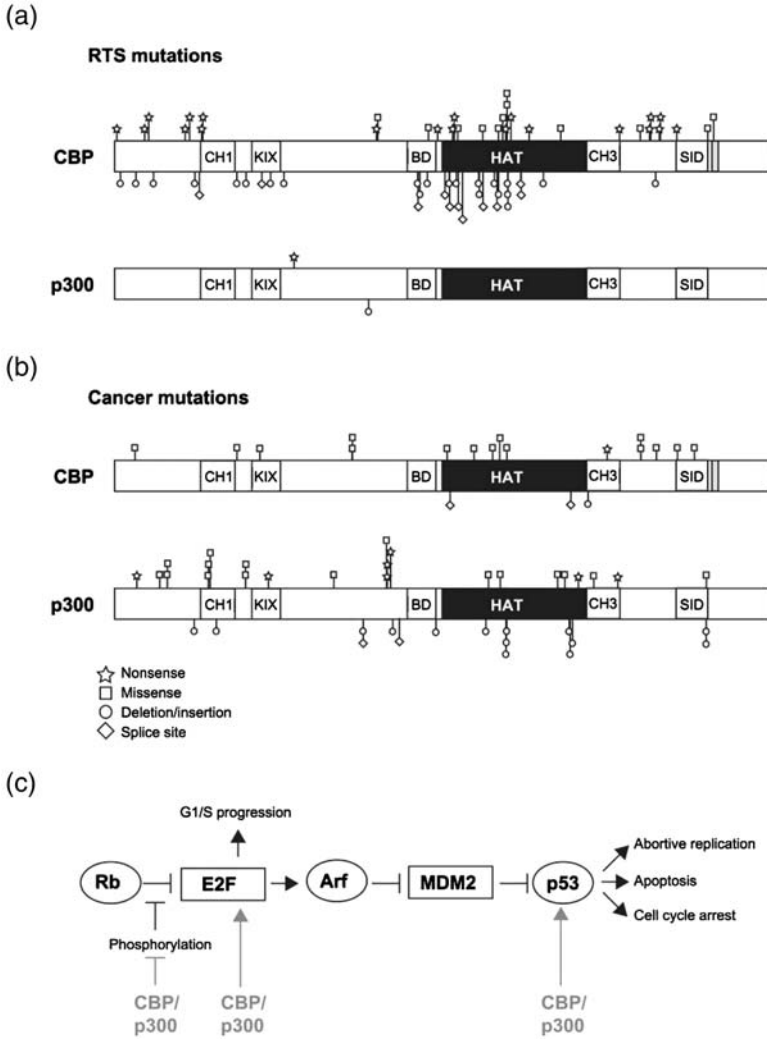 (a)
RTS mutations
CBP
CH1 KIX BD HAT CH3 SID
p300
CH1 KIX BD HAT CH3 SID
(b)
Cancer mutations
CBP
CH1 KIX BD HAT CH3 SID
p300
CH1 KIX BD HAT CH3 SID
Nonsense
Missense
Deletion/insertion
Splice site
(c)
G1/S progression
Rb E2F Arf MDM2 p53
Abortive replication
Apoptosis
Cell cycle arrest
Phosphorylation
CBP/ CBP/ CBP/
p300 p300 p300